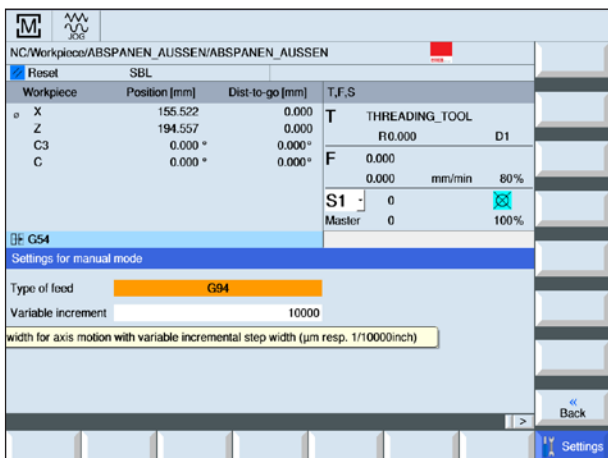 M JOG
NC/Workpiece/ABSPANEN_AUSSEN/ABSPANEN_AUSSEN
Reset SBL
Workpiece Position [mm] Dist-to-go [mm] T,F,S
ø X 155.522 0.000
Z 194.557 0.000
C3 0.000 ° 0.000°
C 0.000 ° 0.000°
T THREADING_TOOL
R0.000 D1
F 0.000
0.000 mm/min 80%
S1 0
Master 0 100%
G54
Settings for manual mode
Type of feed G94
Variable increment 10000
width for axis motion with variable incremental step width (µm resp. 1/10000inch)
«
Back
>
Settings